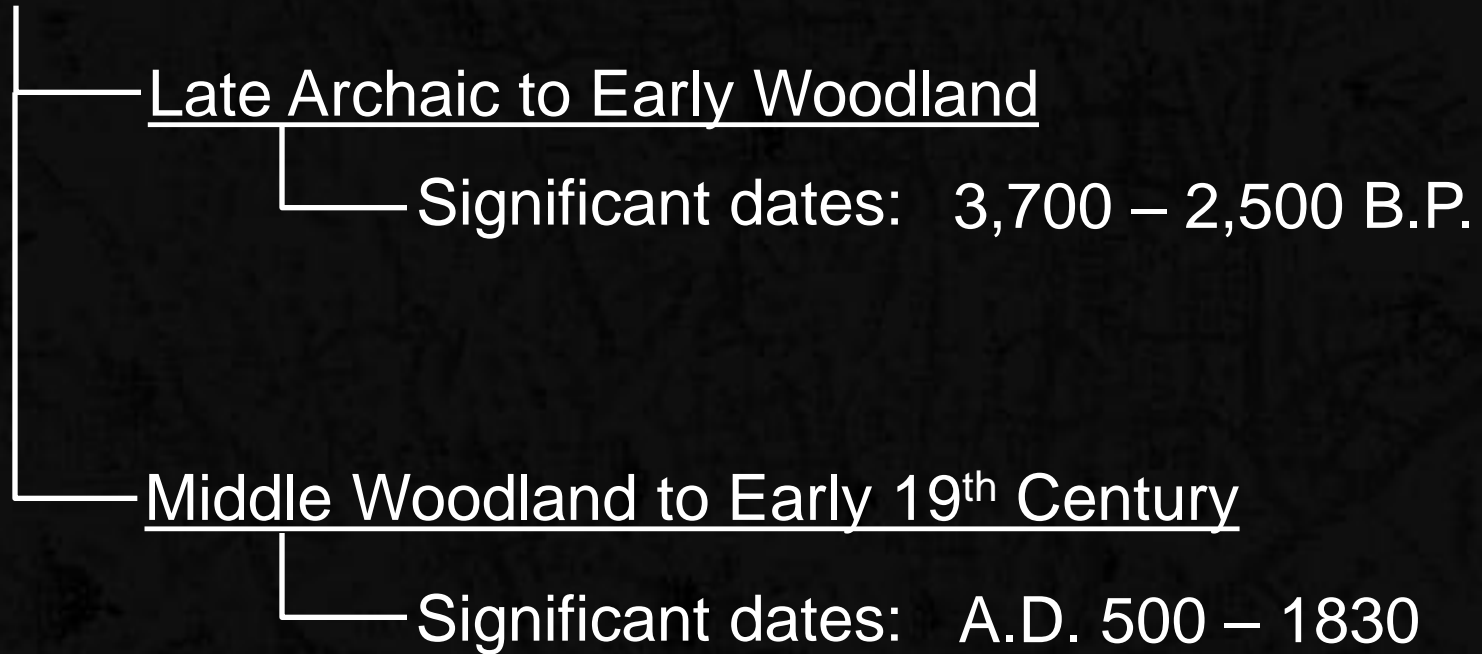 Late Archaic to Early Woodland
Significant dates: 3,700 – 2,500 B.P.
Middle Woodland to Early 19th Century
Significant dates: A.D. 500 – 1830